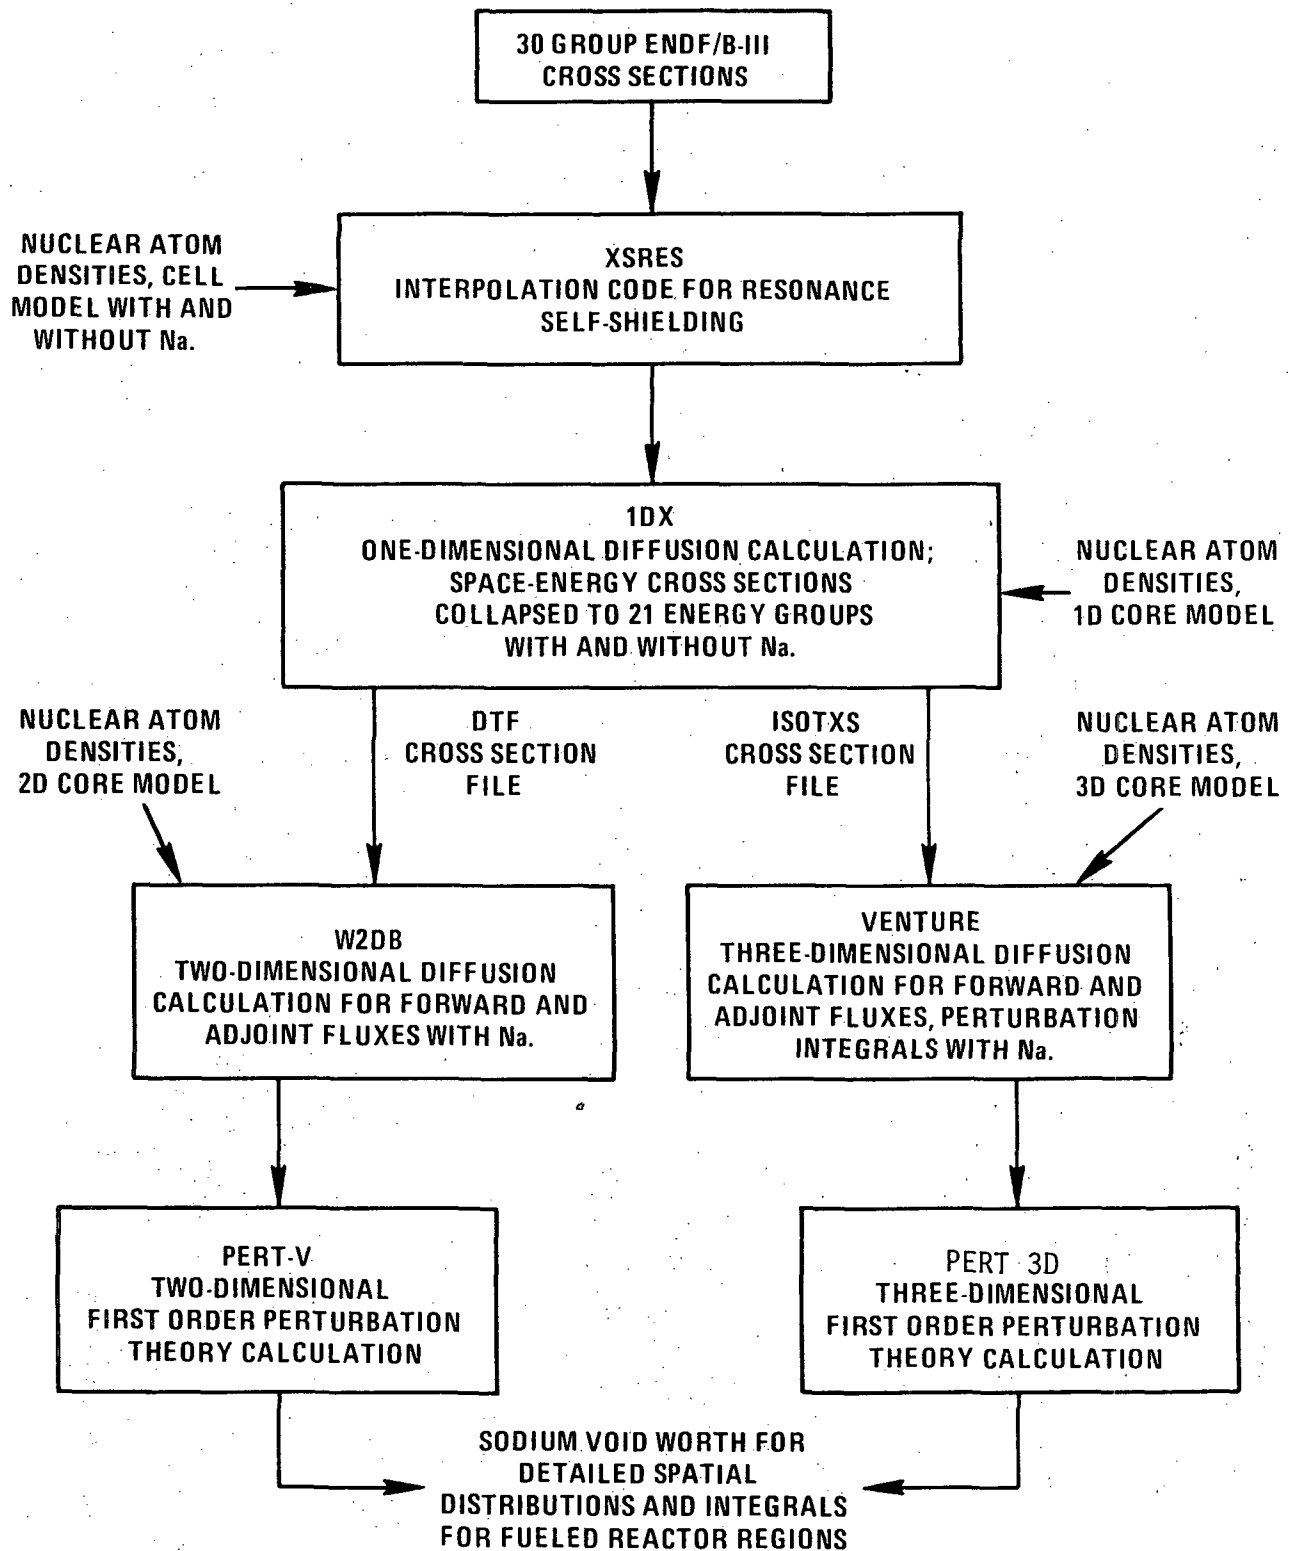 30 GROUP ENDF/B-III
CROSS SECTIONS
NUCLEAR ATOM
DENSITIES, CELL
MODEL WITH AND
WITHOUT Na.
XSRES
INTERPOLATION CODE FOR RESONANCE
SELF-SHIELDING
1DX
ONE-DIMENSIONAL DIFFUSION CALCULATION;
SPACE-ENERGY CROSS SECTIONS
COLLAPSED TO 21 ENERGY GROUPS
WITH AND WITHOUT Na.
NUCLEAR ATOM
DENSITIES,
1D CORE MODEL
NUCLEAR ATOM
DENSITIES,
2D CORE MODEL
DTF
CROSS SECTION
FILE
ISOTXS
CROSS SECTION
FILE
NUCLEAR ATOM
DENSITIES,
3D CORE MODEL
W2DB
TWO-DIMENSIONAL DIFFUSION
CALCULATION FOR FORWARD AND
ADJOINT FLUXES WITH Na.
VENTURE
THREE-DIMENSIONAL DIFFUSION
CALCULATION FOR FORWARD AND
ADJOINT FLUXES, PERTURBATION
INTEGRALS WITH Na.
PERT-V
TWO-DIMENSIONAL
FIRST ORDER PERTURBATION
THEORY CALCULATION
PERT 3D
THREE-DIMENSIONAL
FIRST ORDER PERTURBATION
THEORY CALCULATION
SODIUM VOID WORTH FOR
DETAILED SPATIAL
DISTRIBUTIONS AND INTEGRALS
FOR FUELED REACTOR REGIONS